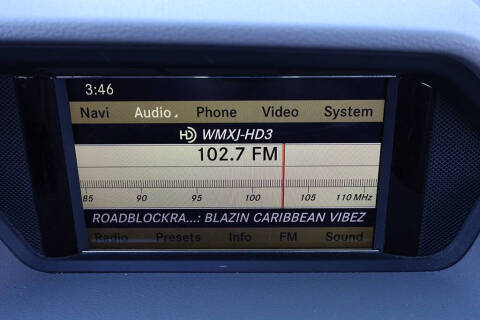 3:46
Navi Audio Phone Video System
HD WMXJ-HD3
102.7 FM
85 90 95 100 105 110 MHz
ROADBLOCKRA...: BLAZIN CARIBBEAN VIBEZ
Radio Presets Info FM Sound